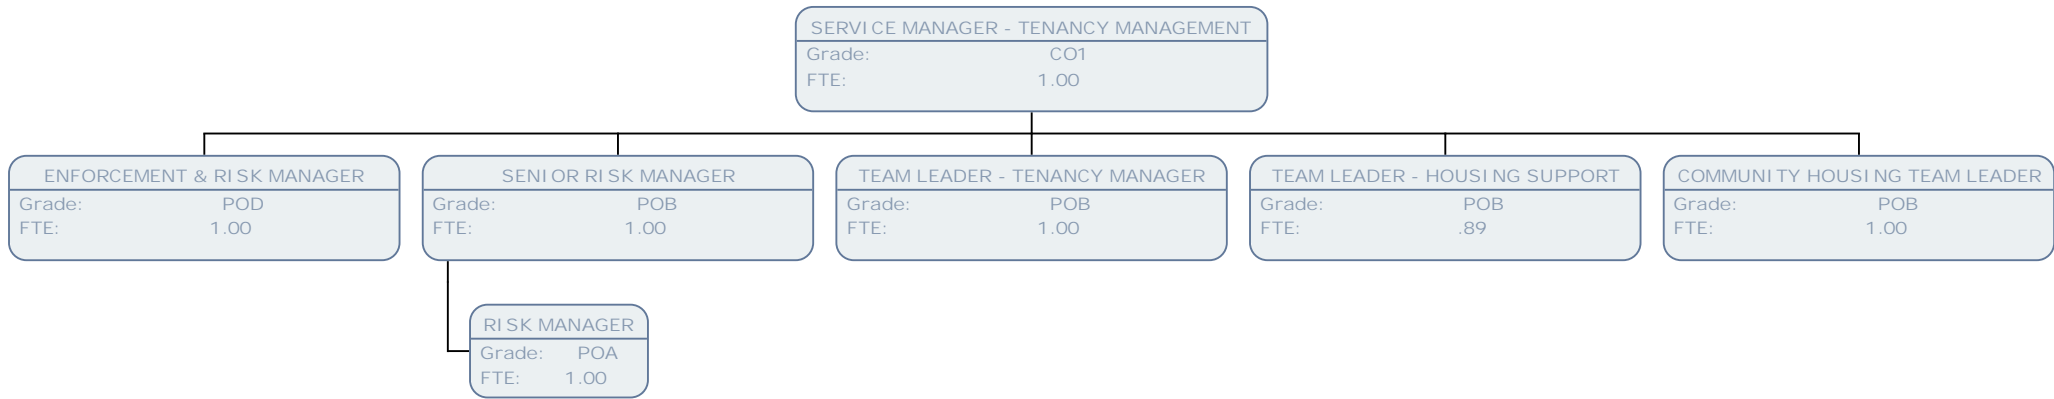 SERVICE MANAGER - TENANCY MANAGEMENT
Grade: CO1
FTE: 1.00
ENFORCEMENT & RISK MANAGER
Grade: POD
FTE: 1.00
SENIOR RISK MANAGER
Grade: POB
FTE: 1.00
TEAM LEADER - TENANCY MANAGER
Grade: POB
FTE: 1.00
TEAM LEADER - HOUSING SUPPORT
Grade: POB
FTE: .89
COMMUNITY HOUSING TEAM LEADER
Grade: POB
FTE: 1.00
RISK MANAGER
Grade: POA
FTE: 1.00